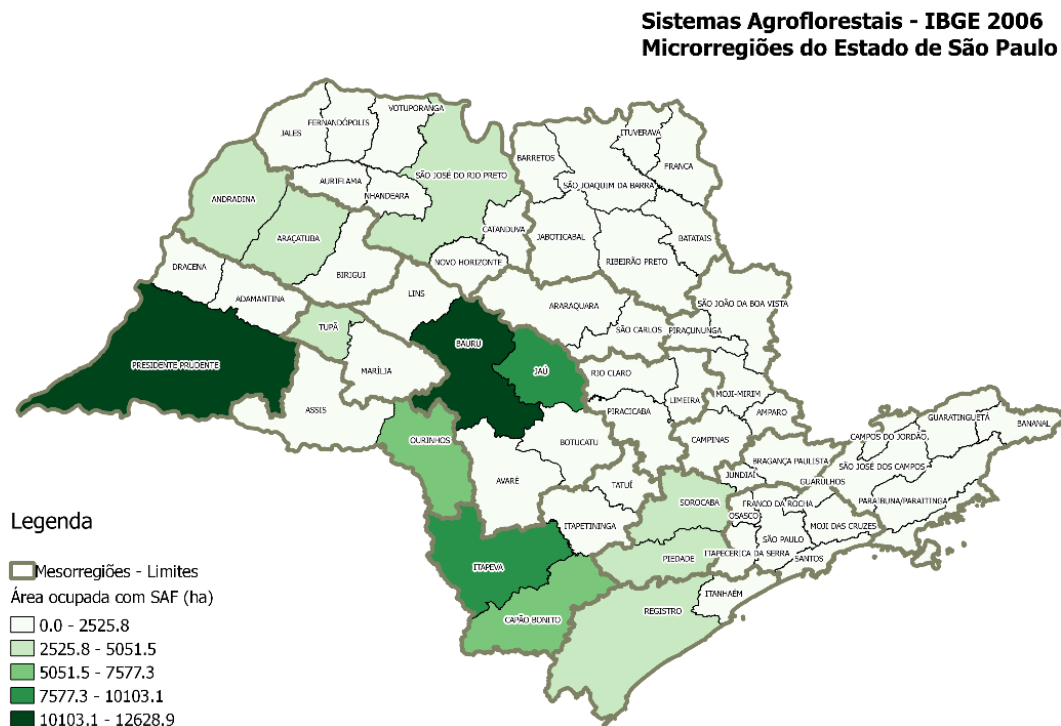 Sistemas Agroflorestais - IBGE 2006
Microrregiões do Estado de São Paulo
VOTUPORANGA
FERNANDÓPOLIS
JALES
ITUVERAVA
BARRETOS
FRANCA
AURIFLAMA
SÃO JOSÉ DO RIO PRETO
SÃO JOAQUIM DA BARRA
NHANDEARA
ANDRADINA
CATANDUVA
JABOTICABAL
BATATAIS
ARAÇATUBA
NOVO HORIZONTE
RIBEIRÃO PRETO
DRACENA
BIRIGUI
ADAMANTINA
LINS
ARARAQUARA
SÃO JOÃO DA BOA VISTA
TUPÃ
SÃO CARLOS
PIRAÇUNUNGA
BAURU
PRESIDENTE PRUDENTE
MARÍLIA
JAÚ
RIO CLARO
MOJI-MIRIM
LIMEIRA
ASSIS
PIRACICABA
AMPARO
GUARATINGUETÁ
BANANAL
OURINHOS
BOTUCATU
CAMPINAS
CAMPOS DO JORDÃO
BRAGANÇA PAULISTA
SÃO JOSÉ DOS CAMPOS
AVARÉ
TATUÍ
JUNDIAÍ
GUARULHOS
SOROCABA
FRANCO DA ROCHA
PARAIBUNA/PARAITINGA
OSASCO
ITAPETININGA
MOJI DAS CRUZES
SÃO PAULO
PIEDADE
ITAPECERICA DA SERRA
SANTOS
ITAPEVA
ITANHAÉM
REGISTRO
CAPÃO BONITO
Legenda
Mesorregiões - Limites
Área ocupada com SAF (ha)
0.0 - 2525.8
2525.8 - 5051.5
5051.5 - 7577.3
7577.3 - 10103.1
10103.1 - 12628.9